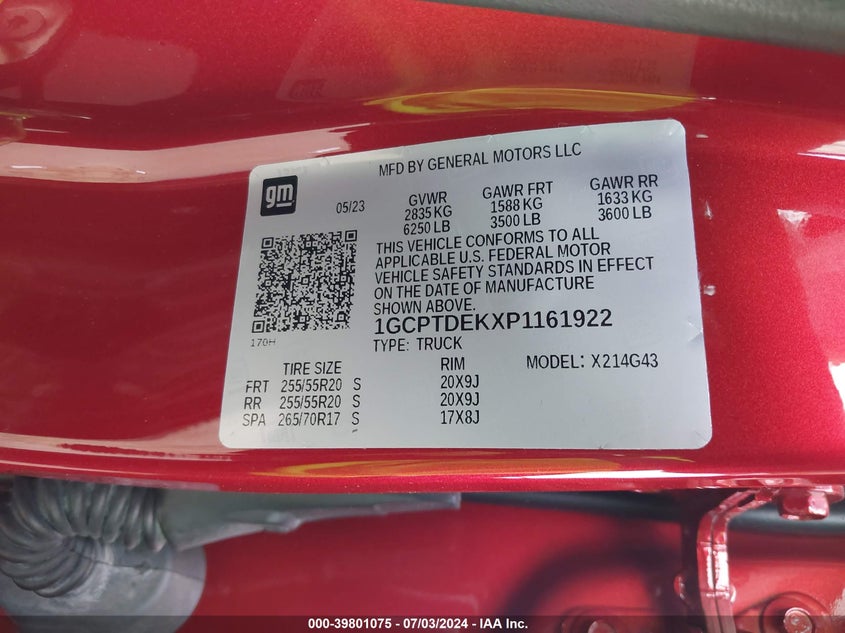 MFD BY GENERAL MOTORS LLC
gm
05/23
GVWR GAWR FRT GAWR RR
2835 KG 1588 KG 1633 KG
6250 LB 3500 LB 3600 LB
THIS VEHICLE CONFORMS TO ALL
APPLICABLE U.S. FEDERAL MOTOR
VEHICLE SAFETY STANDARDS IN EFFECT
ON THE DATE OF MANUFACTURE
SHOWN ABOVE.
1GCPTDEKXP1161922
170H
TYPE: TRUCK
TIRE SIZE RIM MODEL: X214G43
FRT 255/55R20 S 20X9J
RR 255/55R20 S 20X9J
SPA 265/70R17 S 17X8J
000-39801075 - 07/03/2024 - IAA Inc.